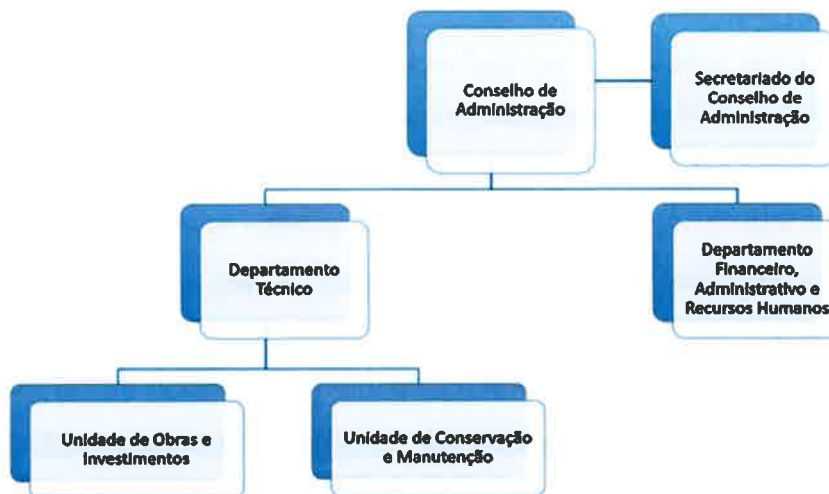 Conselho de
Administração
Secretariado do
Conselho de
Administração
Departamento
Técnico
Departamento
Financeiro,
Administrativo e
Recursos Humanos
Unidade de Obras e
Investimentos
Unidade de Conservação
e Manutenção